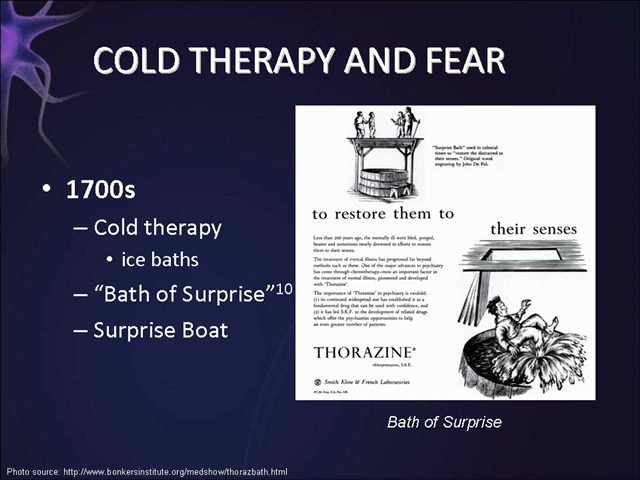 COLD THERAPY AND FEAR
• 1700s
– Cold therapy
• ice baths
– “Bath of Surprise”10
– Surprise Boat
"Surprise Bath" used in colonial
times to "restore the distracted to
their senses." Original wood
engraving by John De Pol.
to restore them to
their senses
Less than 200 years ago, the mentally ill were bled, purged,
beaten and sometimes nearly drowned in efforts to restore
them to their senses.
The treatment of mental illness has progressed far beyond
methods such as these. One of the major advances in psychiatry
has come through chemotherapy—now an important factor in
the treatment of mental illness, pioneered and developed
with 'Thorazine'.
The importance of 'Thorazine' in psychiatry is twofold:
(1) its continued widespread use has established it as a
fundamental drug that can be used with confidence, and
(2) it has led S.K.F. to the development of related drugs
which offer the psychiatrist opportunities to help
an even greater number of patients.
THORAZINE*
chlorpromazine, S.K.F.
Smith Kline & French Laboratories
Bath of Surprise
Photo source: http://www.bonkersinstitute.org/medshow/thorazbath.html